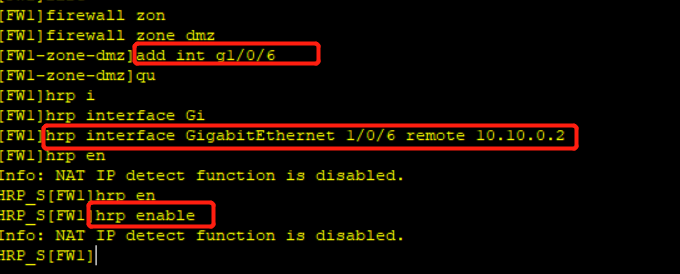 [FW1]firewall zon
[FW1]firewall zone dmz
[FW1-zone-dmz]add int g1/0/6
[FW1-zone-dmz]qu
[FW1]hrp i
[FW1]hrp interface Gi
[FW1]hrp interface GigabitEthernet 1/0/6 remote 10.10.0.2
[FW1]hrp en
Info: NAT IP detect function is disabled.
HRP_S[FW1]hrp en
HRP_S[FW1]hrp enable
Info: NAT IP detect function is disabled.
HRP_S[FW1]